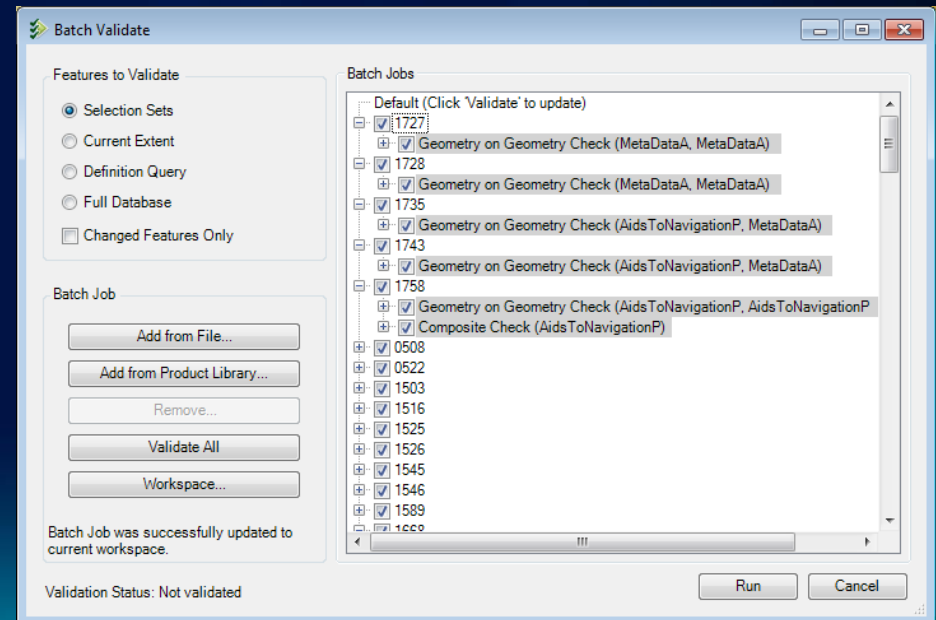 Batch Validate
Features to Validate
Selection Sets
Current Extent
Definition Query
Full Database
Changed Features Only
Batch Job
Add from File...
Add from Product Library...
Remove...
Validate All
Workspace...
Batch Job was successfully updated to
current workspace.
Validation Status: Not validated
Batch Jobs
Default (Click 'Validate' to update)
1727
Geometry on Geometry Check (MetaDataA, MetaDataA)
1728
Geometry on Geometry Check (MetaDataA, MetaDataA)
1735
Geometry on Geometry Check (AidsToNavigationP, MetaDataA)
1743
Geometry on Geometry Check (AidsToNavigationP, MetaDataA)
1758
Geometry on Geometry Check (AidsToNavigationP, AidsToNavigationP
Composite Check (AidsToNavigationP)
0508
0522
1503
1516
1525
1526
1545
1546
1589
1668
Run
Cancel